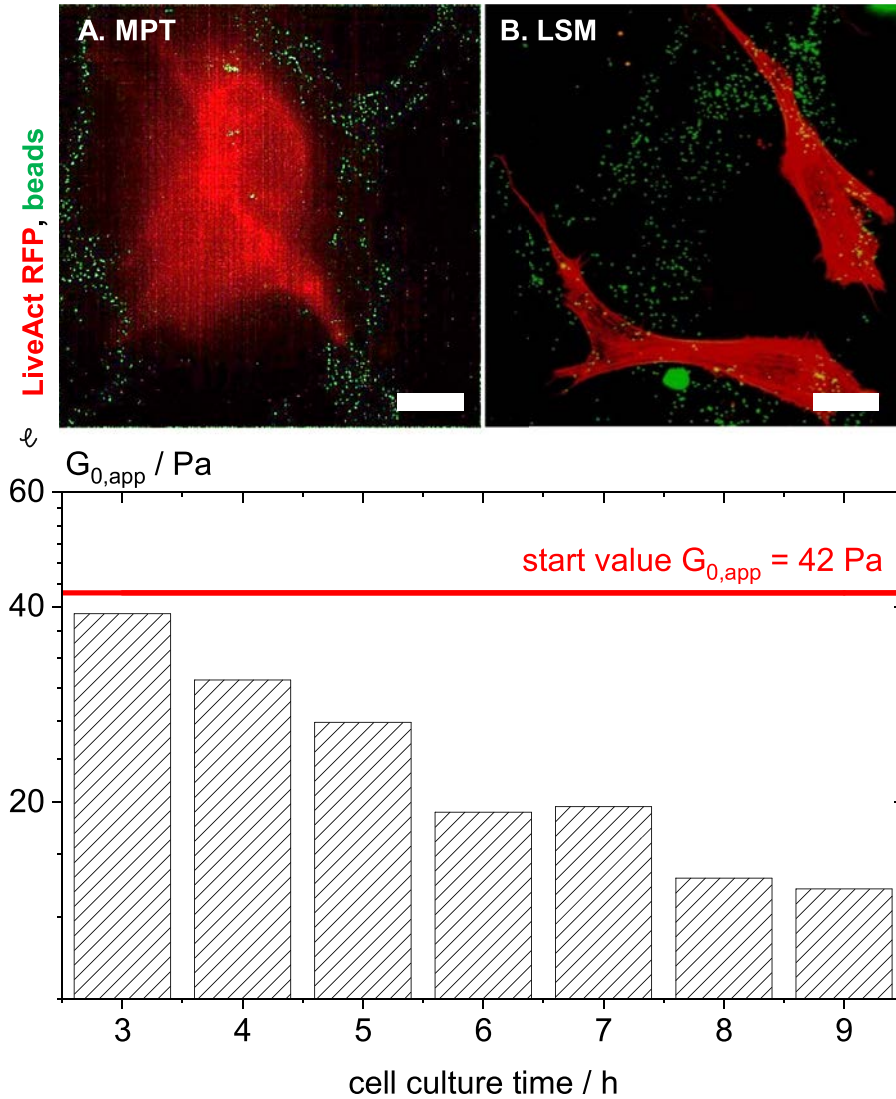 A. MPT
B. LSM
LiveAct RFP, beads
ℓ
G0,app / Pa
60
start value G0,app = 42 Pa
40
20
3 4 5 6 7 8 9
cell culture time / h